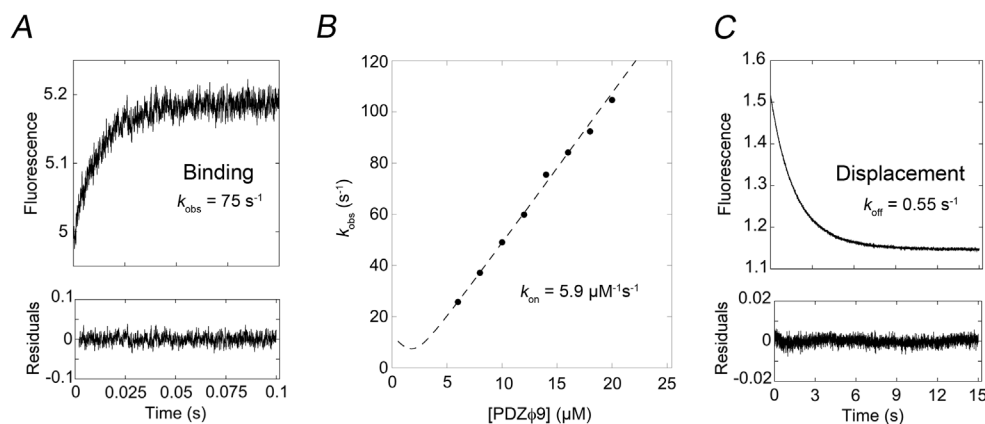 A
Fluorescence
5.2
5.1
5
Binding
kobs = 75 s-1
Residuals
0.1
0
-0.1
0 0.025 0.05 0.075 0.1
Time (s)
B
kobs (s-1)
120
100
80
60
40
20
0
kon = 5.9 µM-1s-1
0 5 10 15 20 25
[PDZϕ9] (µM)
C
Fluorescence
1.6
1.5
1.4
1.3
1.2
1.1
Displacement
koff = 0.55 s-1
Residuals
0.02
0
-0.02
0 3 6 9 12 15
Time (s)